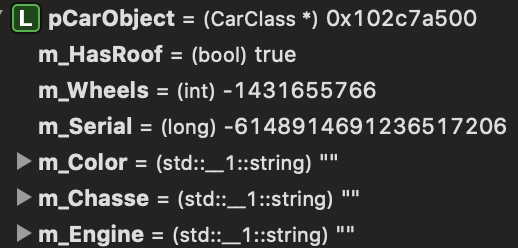 L pCarObject = (CarClass *) 0x102c7a500
m_HasRoof = (bool) true
m_Wheels = (int) -1431655766
m_Serial = (long) -6148914691236517206
m_Color = (std::__1::string) ""
m_Chasse = (std::__1::string) ""
m_Engine = (std::__1::string) ""